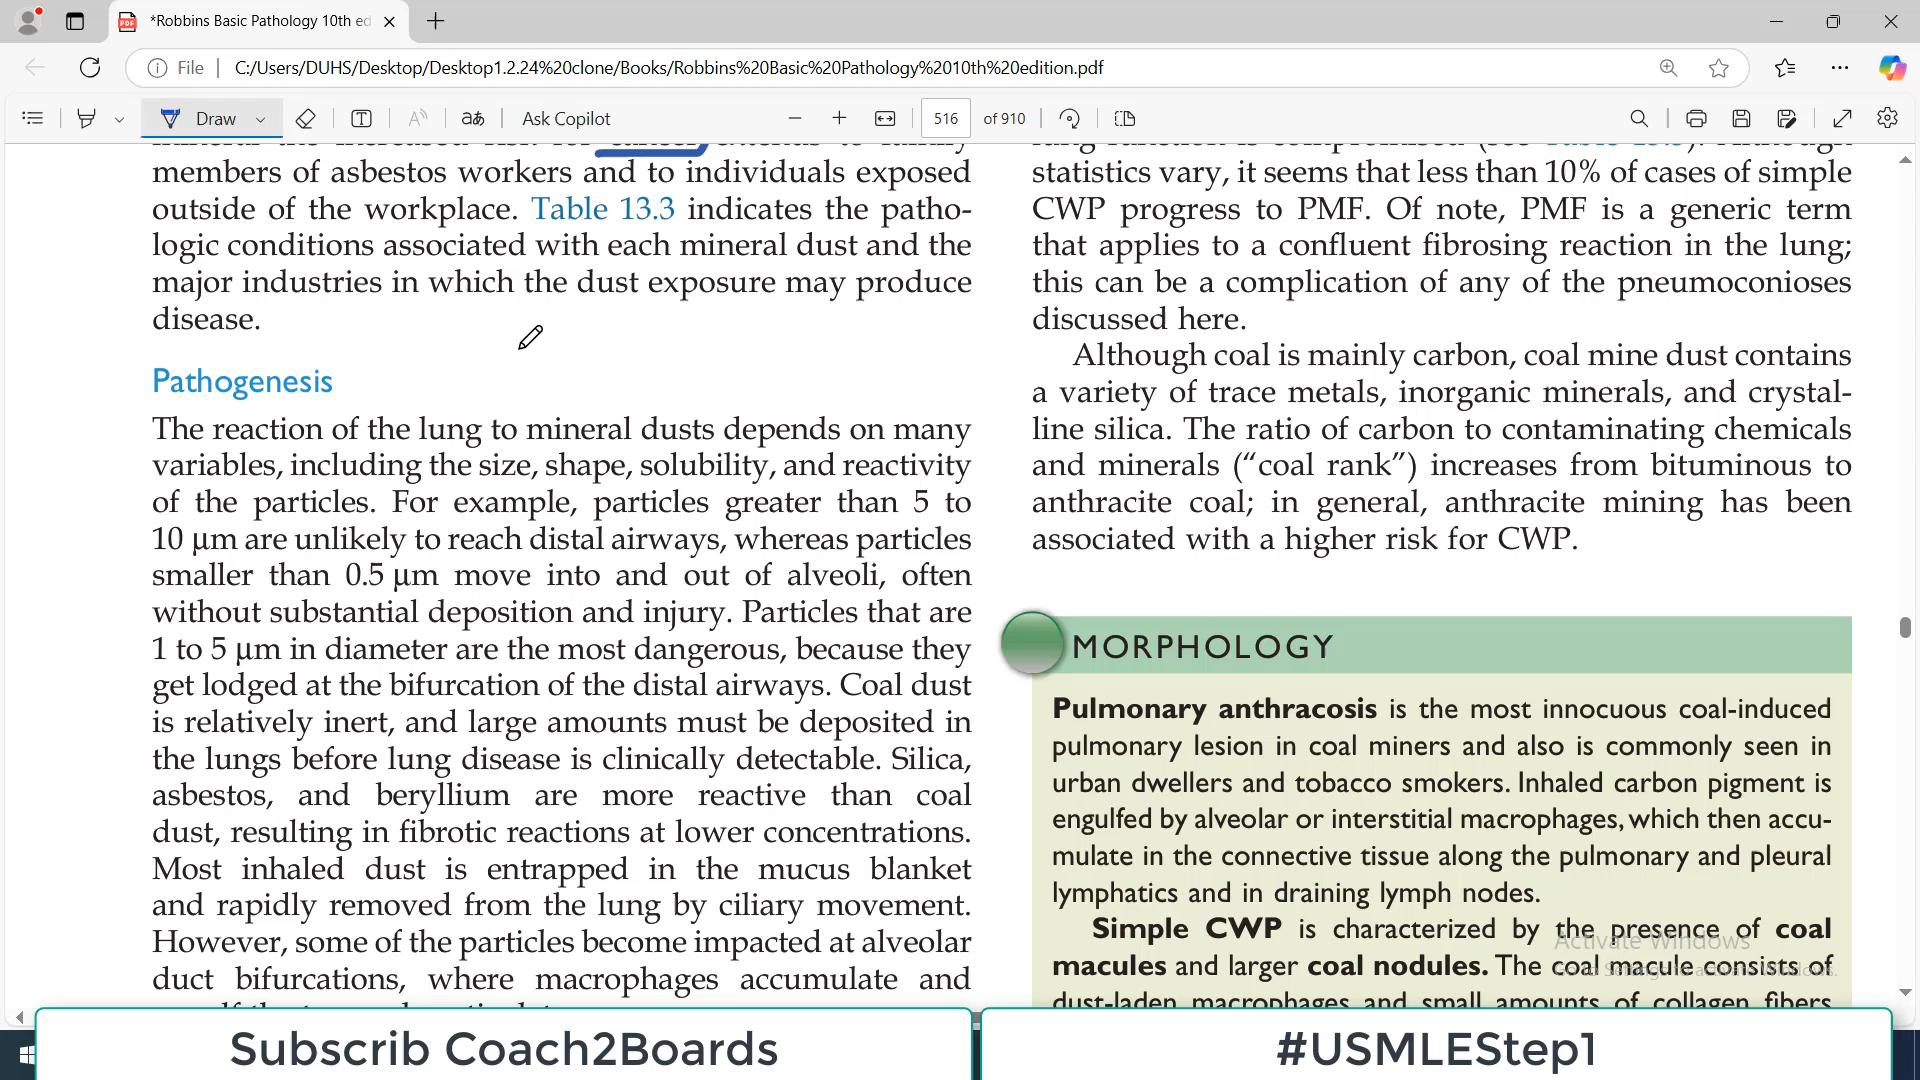 *Robbins Basic Pathology 10th ed
File
C:/Users/DUHS/Desktop/Desktop1.2.24%20clone/Books/Robbins%20Basic%20Pathology%2010th%20edition.pdf
Draw
aあ
Ask Copilot
516
of 910
members of asbestos workers and to individuals exposed
outside of the workplace. Table 13.3 indicates the patho-
logic conditions associated with each mineral dust and the
major industries in which the dust exposure may produce
disease.
Pathogenesis
The reaction of the lung to mineral dusts depends on many
variables, including the size, shape, solubility, and reactivity
of the particles. For example, particles greater than 5 to
10 μm are unlikely to reach distal airways, whereas particles
smaller than 0.5 μm move into and out of alveoli, often
without substantial deposition and injury. Particles that are
1 to 5 μm in diameter are the most dangerous, because they
get lodged at the bifurcation of the distal airways. Coal dust
is relatively inert, and large amounts must be deposited in
the lungs before lung disease is clinically detectable. Silica,
asbestos, and beryllium are more reactive than coal
dust, resulting in fibrotic reactions at lower concentrations.
Most inhaled dust is entrapped in the mucus blanket
and rapidly removed from the lung by ciliary movement.
However, some of the particles become impacted at alveolar
duct bifurcations, where macrophages accumulate and
statistics vary, it seems that less than 10% of cases of simple
CWP progress to PMF. Of note, PMF is a generic term
that applies to a confluent fibrosing reaction in the lung;
this can be a complication of any of the pneumoconioses
discussed here.
Although coal is mainly carbon, coal mine dust contains
a variety of trace metals, inorganic minerals, and crystal-
line silica. The ratio of carbon to contaminating chemicals
and minerals (“coal rank”) increases from bituminous to
anthracite coal; in general, anthracite mining has been
associated with a higher risk for CWP.
MORPHOLOGY
Pulmonary anthracosis is the most innocuous coal-induced
pulmonary lesion in coal miners and also is commonly seen in
urban dwellers and tobacco smokers. Inhaled carbon pigment is
engulfed by alveolar or interstitial macrophages, which then accu-
mulate in the connective tissue along the pulmonary and pleural
lymphatics and in draining lymph nodes.
Simple CWP is characterized by the presence of coal
macules and larger coal nodules. The coal macule consists of
dust-laden macrophages and small amounts of collagen fibers
Activate Windows
Go to Settings to activate Windows.
Subscrib Coach2Boards
#USMLEStep1